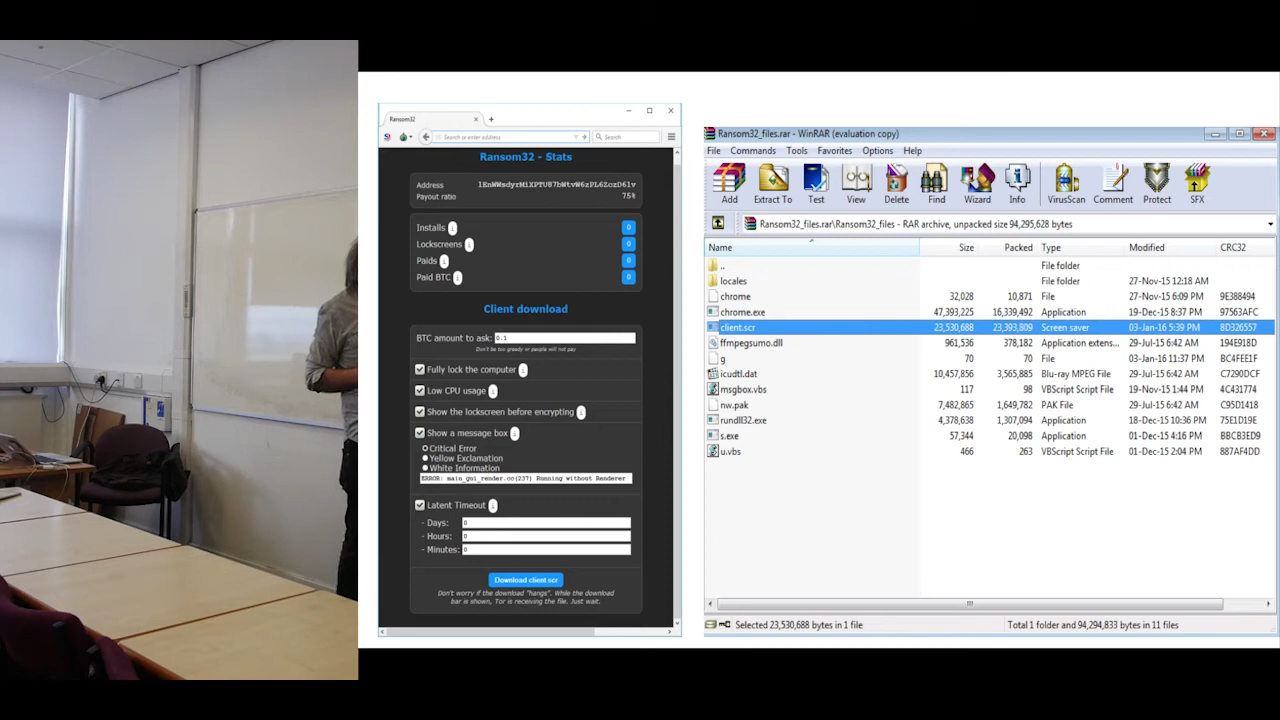 Ransom32
Search or enter address
Search
Ransom32 - Stats
Address 1EnWWsdyrMiXPTU87bWtvW6zPL6ZczD61v
Payout ratio 75%
Installs i 0
Lockscreens i 0
Paids i 0
Paid BTC i 0
Client download
BTC amount to ask: 0.1
Don't be too greedy or people will not pay
Fully lock the computer i
Low CPU usage i
Show the lockscreen before encrypting i
Show a message box i
Critical Error
Yellow Exclamation
White Information
ERROR: main_gui_render.cc(237) Running without Renderer
Latent Timeout i
- Days: 0
- Hours: 0
- Minutes: 0
Download client.scr
Don't worry if the download "hangs". While the download
bar is shown, Tor is receiving the file. Just wait.
Ransom32_files.rar - WinRAR (evaluation copy)
File Commands Tools Favorites Options Help
Add Extract To Test View Delete Find Wizard Info VirusScan Comment Protect SFX
Ransom32_files.rar\Ransom32_files - RAR archive, unpacked size 94,295,628 bytes
Name Size Packed Type Modified CRC32
.. File folder
locales File folder 27-Nov-15 12:18 AM
chrome 32,028 10,871 File 27-Nov-15 6:09 PM 9E388494
chrome.exe 47,393,225 16,339,492 Application 19-Dec-15 8:37 PM 97563AFC
client.scr 23,530,688 23,393,809 Screen saver 03-Jan-16 5:39 PM 8D326557
ffmpegsumo.dll 961,536 378,182 Application extens... 29-Jul-15 6:42 AM 194E918D
g 70 70 File 03-Jan-16 11:37 PM BC4FEE1F
icudtl.dat 10,457,856 3,565,885 Blu-ray MPEG File 29-Jul-15 6:42 AM C7290DCF
msgbox.vbs 117 98 VBScript Script File 19-Nov-15 1:44 PM 4C431774
nw.pak 7,482,865 1,649,782 PAK File 29-Jul-15 6:42 AM C95D1418
rundll32.exe 4,378,638 1,307,094 Application 18-Dec-15 10:36 PM 75E1D19E
s.exe 57,344 20,098 Application 01-Dec-15 4:16 PM BBCB3ED9
u.vbs 466 263 VBScript Script File 01-Dec-15 2:04 PM 887AF4DD
Selected 23,530,688 bytes in 1 file Total 1 folder and 94,294,833 bytes in 11 files